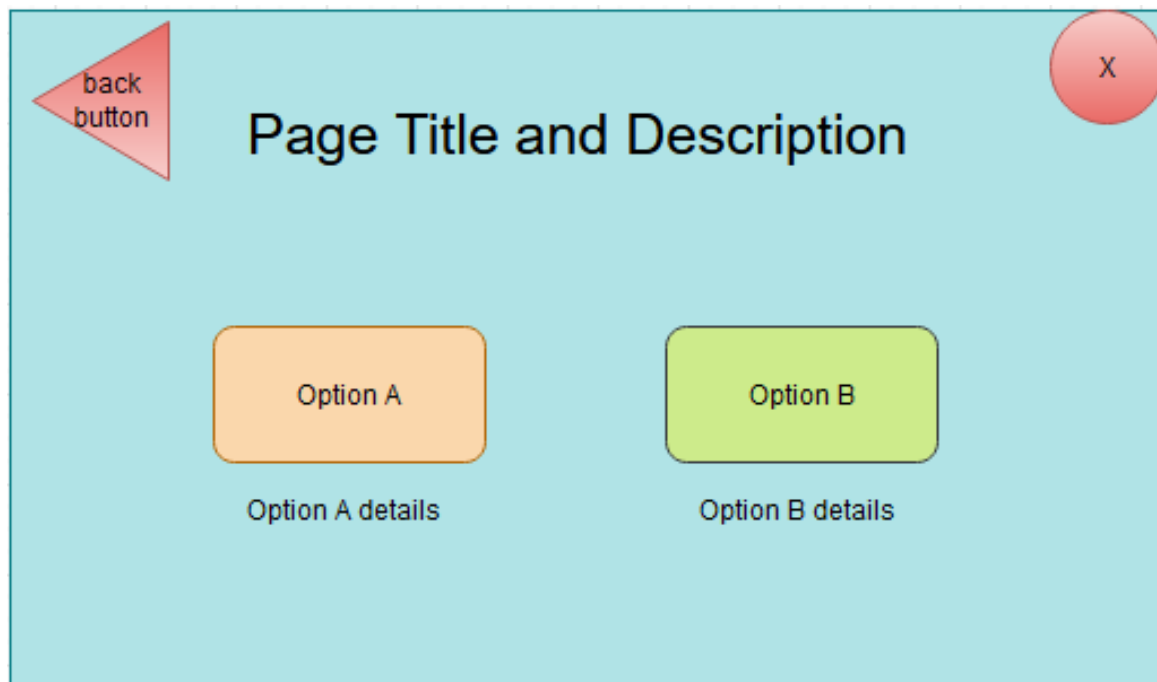 back
button
X
Page Title and Description
Option A
Option B
Option A details
Option B details